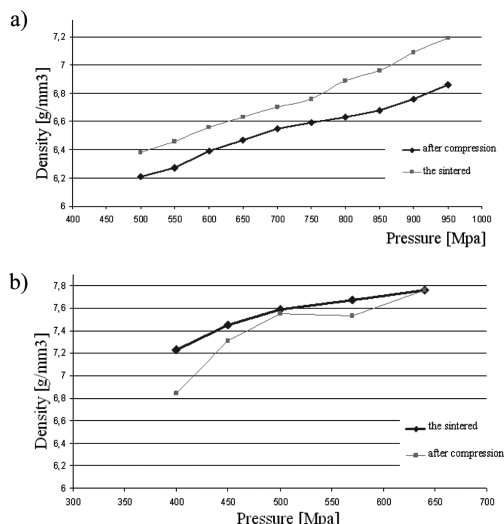 a)
7,2
7
6,8
6,6
6,4
6,2
6
Density [g/mm3]
after compression
the sintered
400 450 500 550 600 650 700 750 800 850 900 950 1000
Pressure [Mpa]
b)
7,8
7,6
7,4
7,2
7
6,8
6,6
6,4
6,2
6
Density [g/mm3]
the sintered
after compression
300 350 400 450 500 550 600 650 700
Pressure [Mpa]